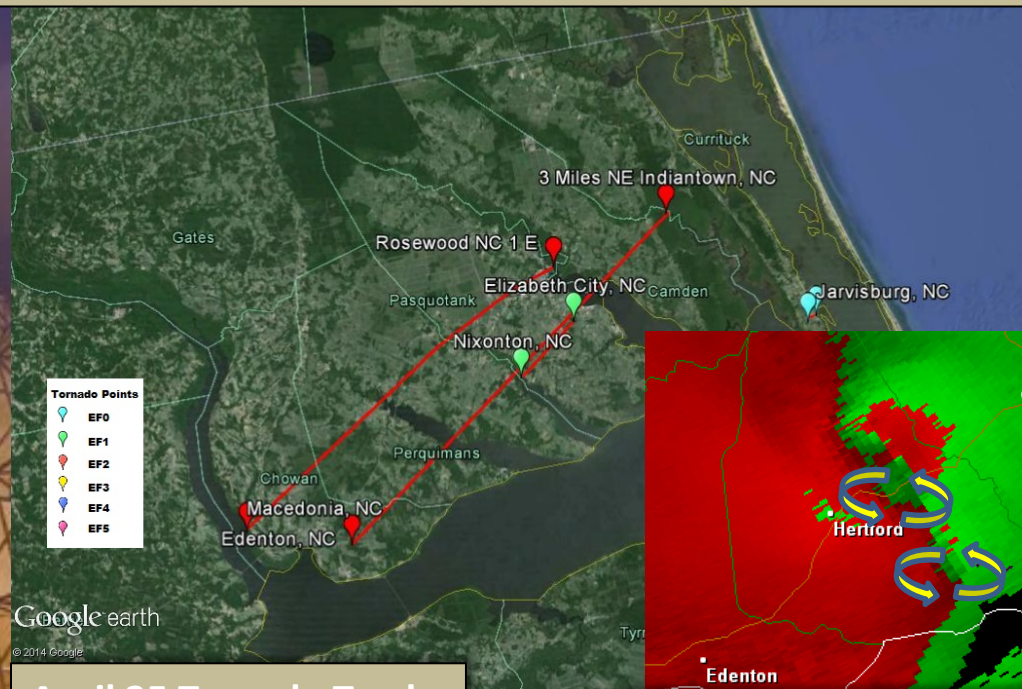 Currituck
3 Miles NE Indiantown, NC
Gates
Rosewood NC 1 E
Elizabeth City, NC
Camden
Jarvisburg, NC
Pasquotank
Nixonton, NC
Tornado Points
EF0
EF1
EF2
EF3
EF4
EF5
Perquimans
Chowan
Macedonia, NC
Edenton, NC
Hertford
Google earth
© 2014 Google
Tyrr
Edenton